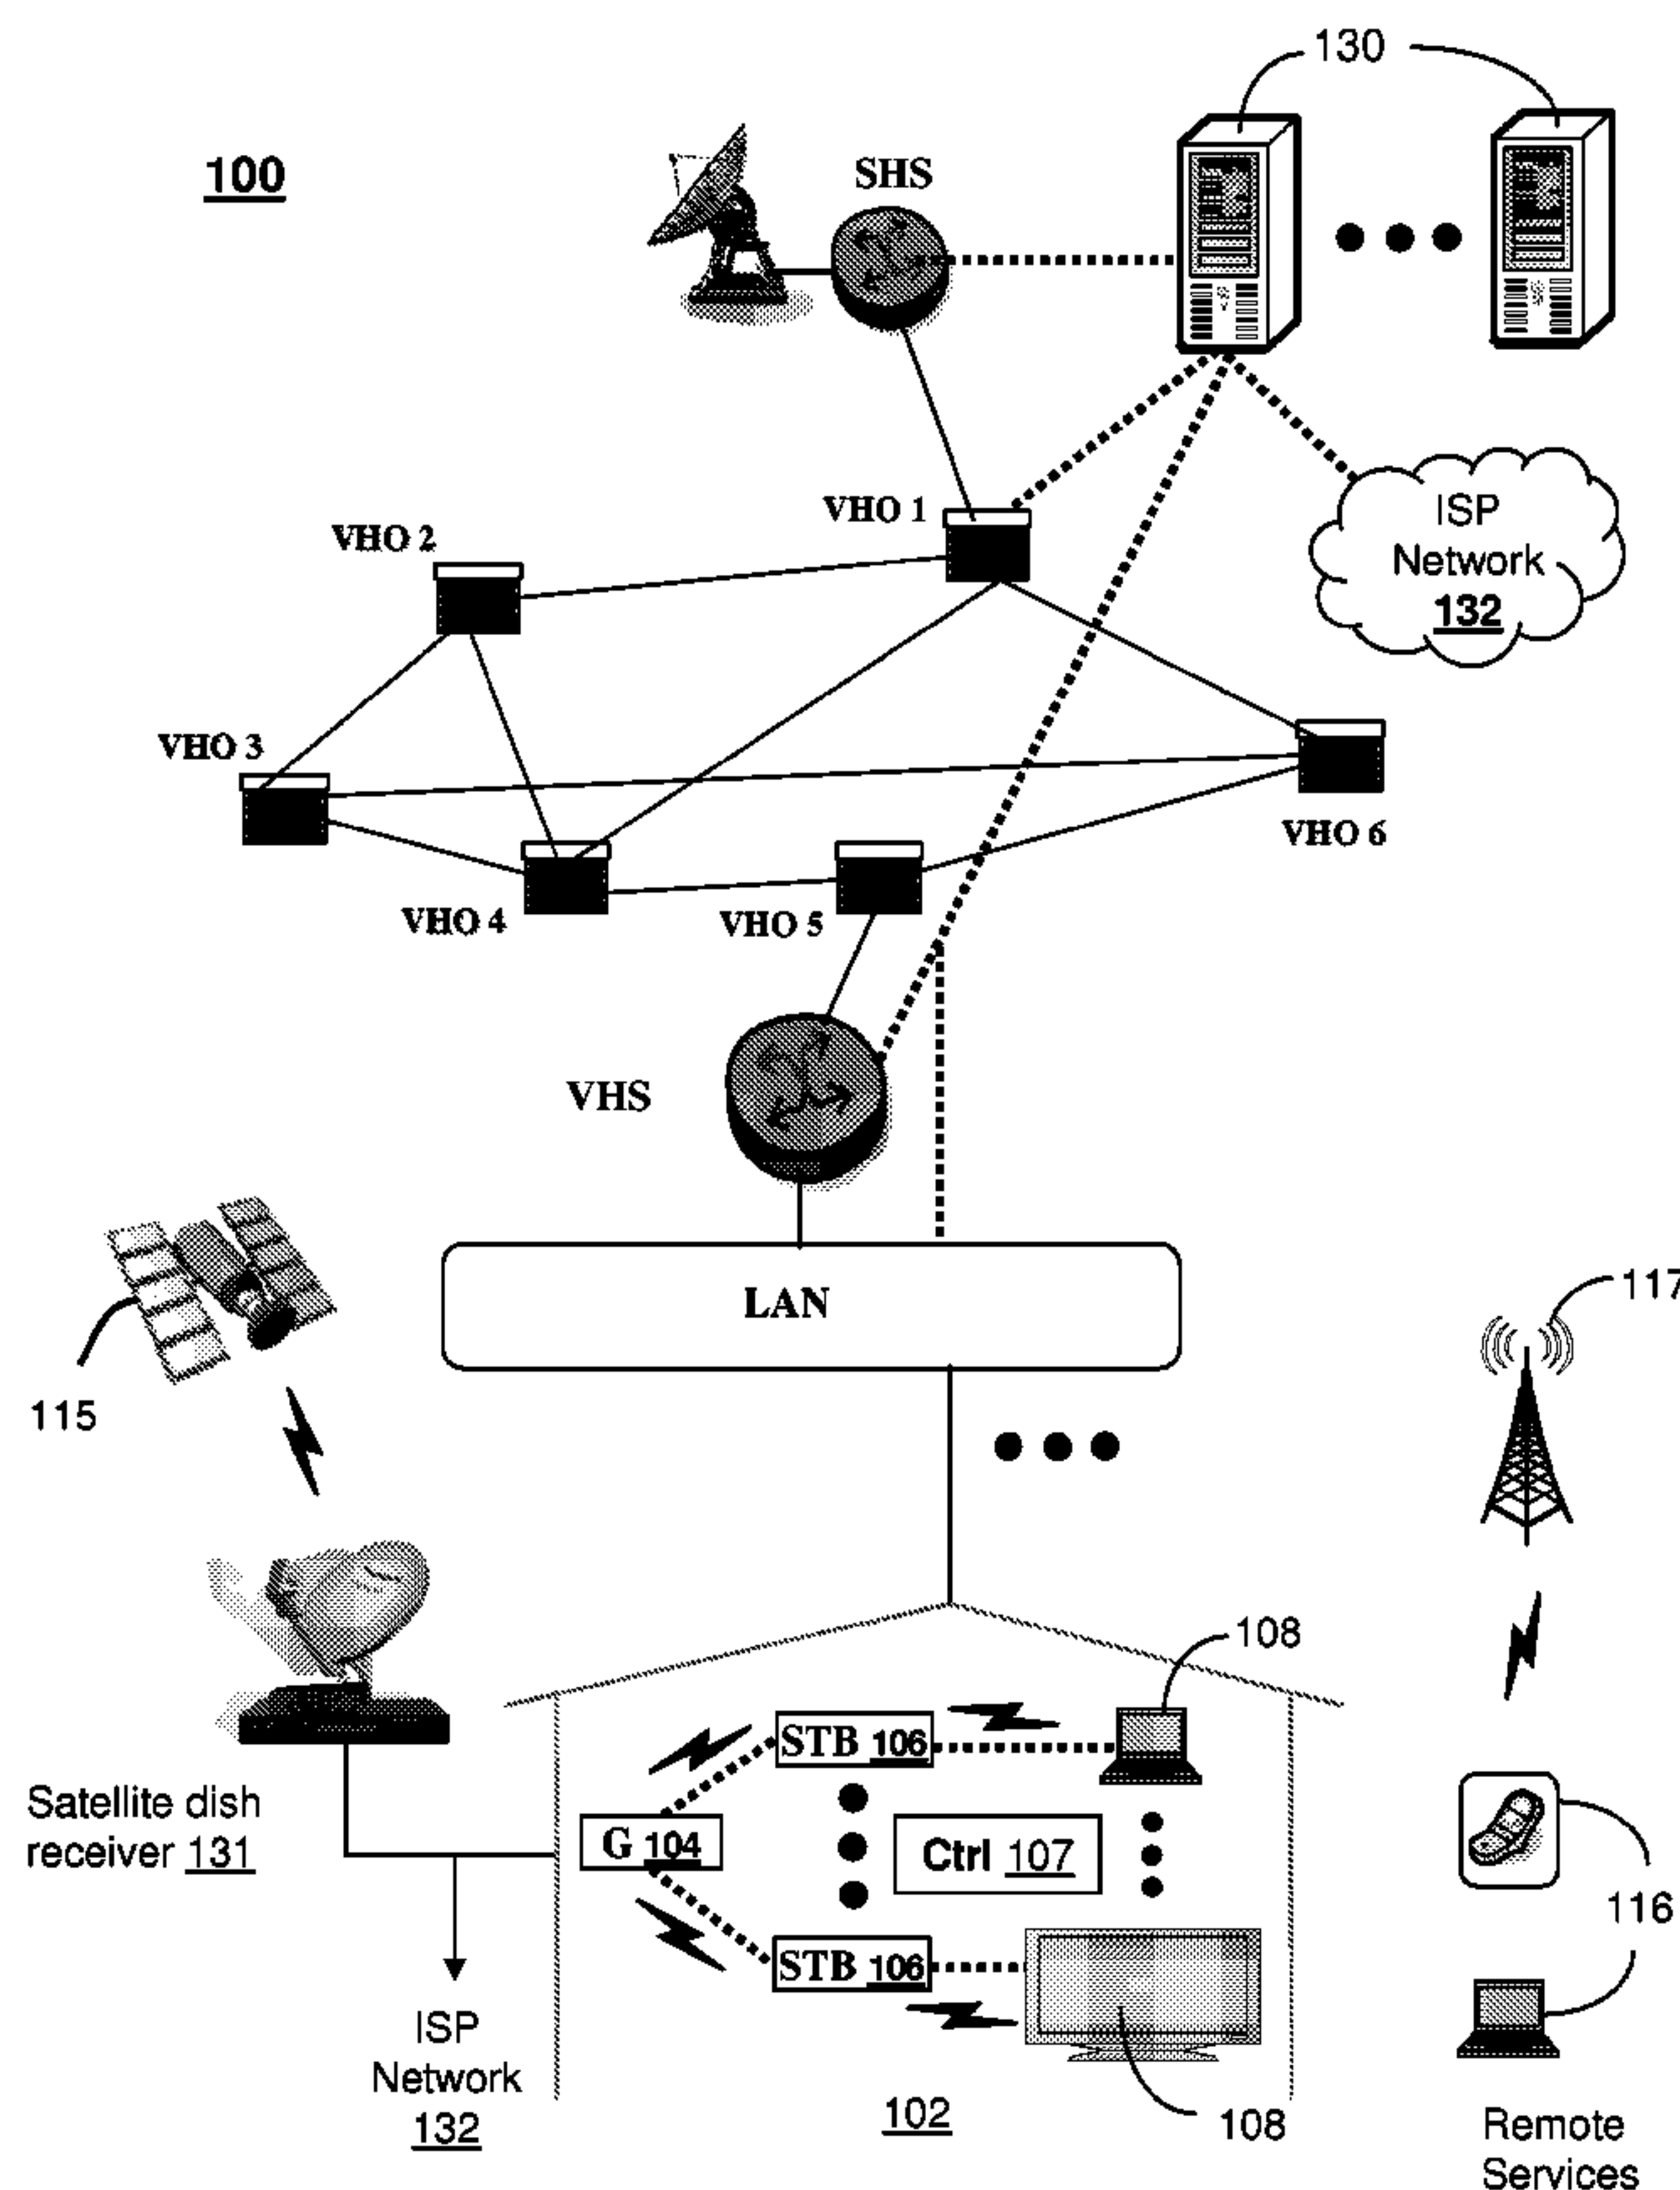 130
100
SHS
ISP
Network
132
VHO 1
VHO 2
VHO 3
VHO 6
VHO 4
VHO 5
VHS
LAN
117
115
108
STB 106
Satellite dish
receiver 131
G 104
Ctrl 107
116
STB 106
ISP
Network
132
102
108
Remote
Services